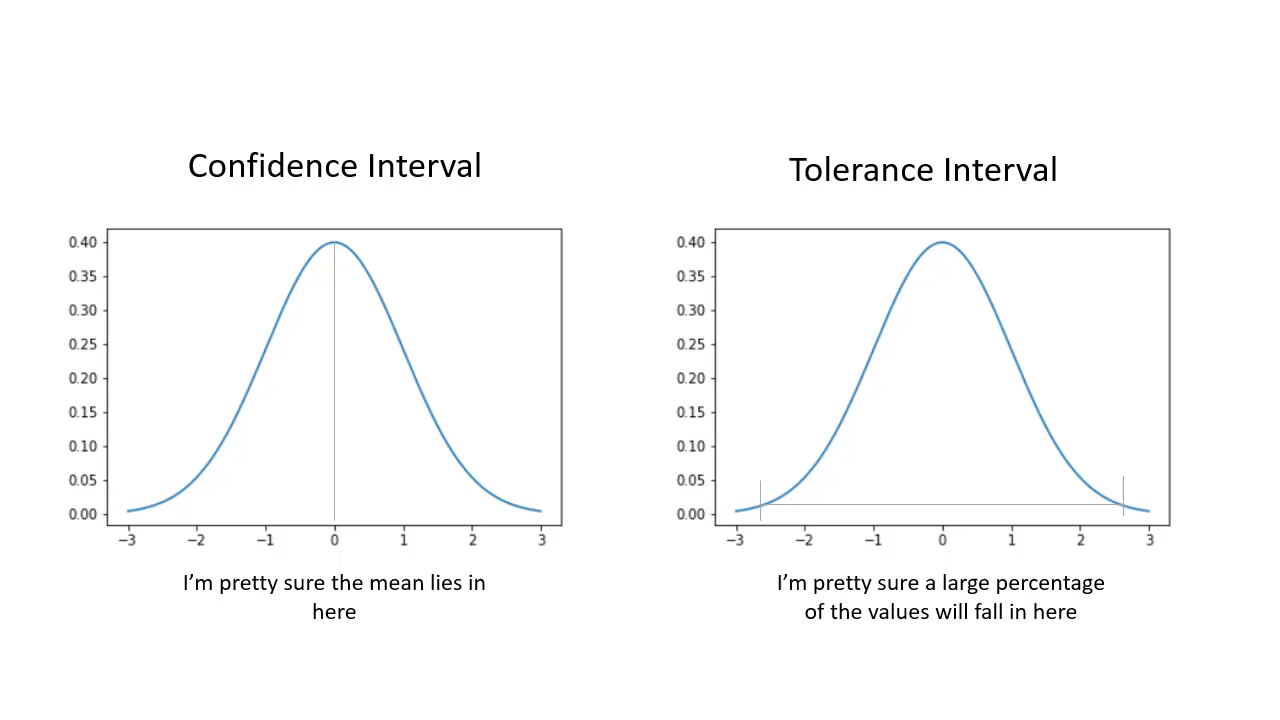 Confidence Interval
Tolerance Interval
0.40
0.35
0.30
0.25
0.20
0.15
0.10
0.05
0.00
−3 −2 −1 0 1 2 3
0.40
0.35
0.30
0.25
0.20
0.15
0.10
0.05
0.00
−3 −2 −1 0 1 2 3
I’m pretty sure the mean lies in
here
I’m pretty sure a large percentage
of the values will fall in here